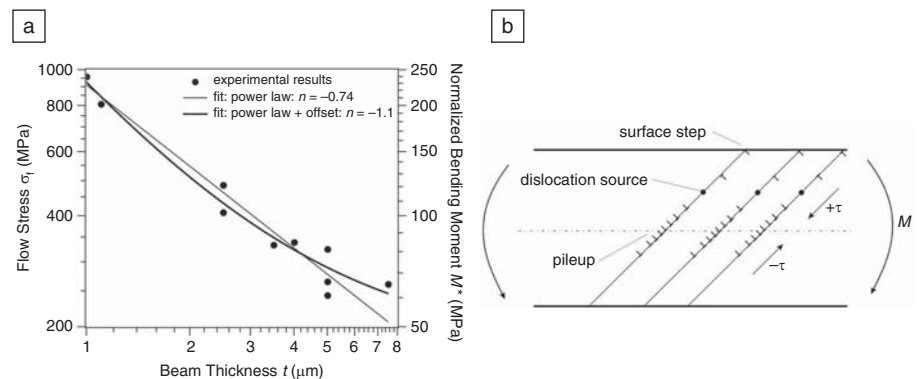 a
1000
800
600
400
200
Flow Stress σf (MPa)
experimental results
fit: power law: n = −0.74
fit: power law + offset: n = −1.1
250
200
150
100
50
Normalized Bending Moment M* (MPa)
1 2 3 4 5 6 7 8
Beam Thickness t (μm)
b
surface step
dislocation source
pileup
+τ
−τ
M